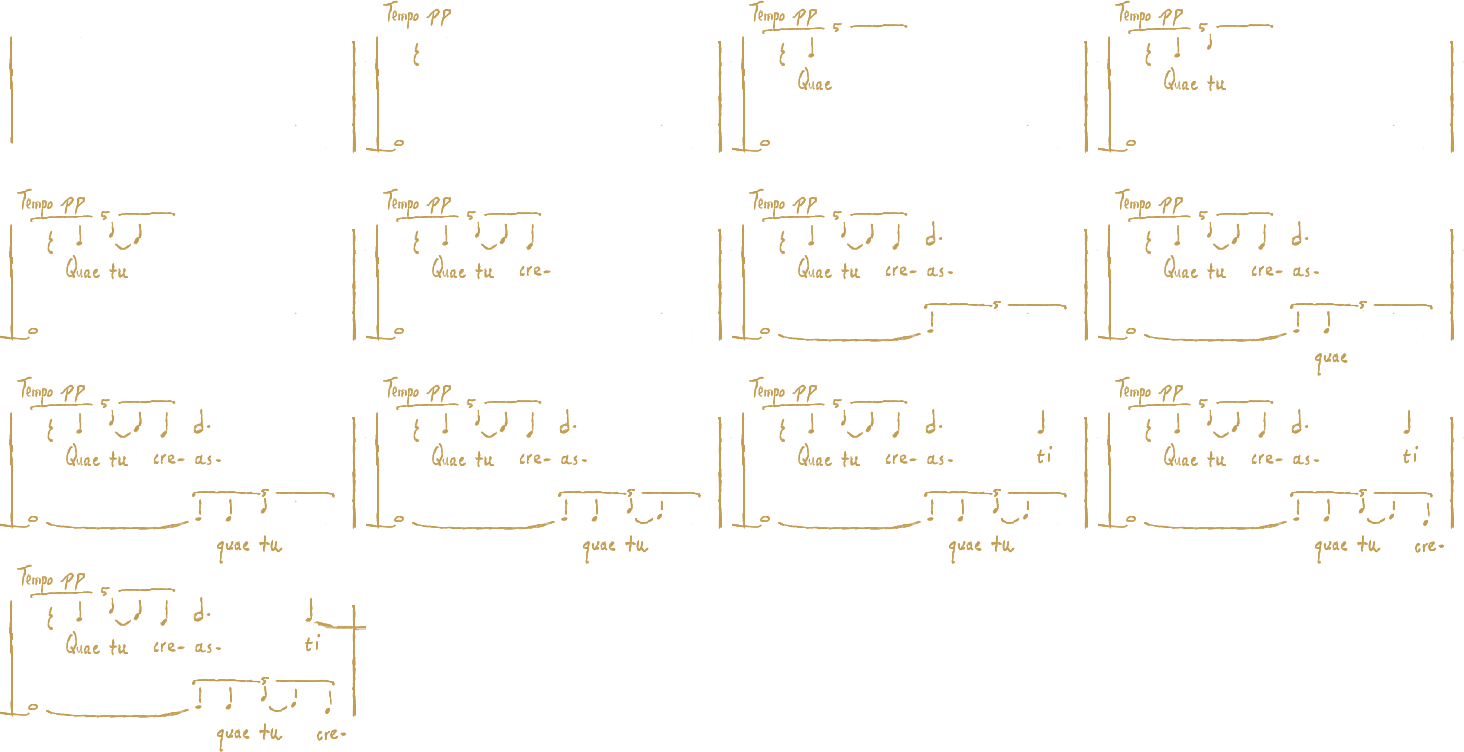 Tempo pp Tempo pp Tempo pp
5 5
Quae Quae tu
Tempo pp Tempo pp Tempo pp Tempo pp
5 5 5 5
Quae tu Quae tu cre- Quae tu cre- as- Quae tu cre- as-
5 5
quae
Tempo pp Tempo pp Tempo pp Tempo pp
5 5 5 5
Quae tu cre- as- Quae tu cre- as- Quae tu cre- as- ti Quae tu cre- as- ti
5 5 5 5
quae tu quae tu quae tu quae tu cre-
Tempo pp
5
Quae tu cre- as- ti
5
quae tu cre-